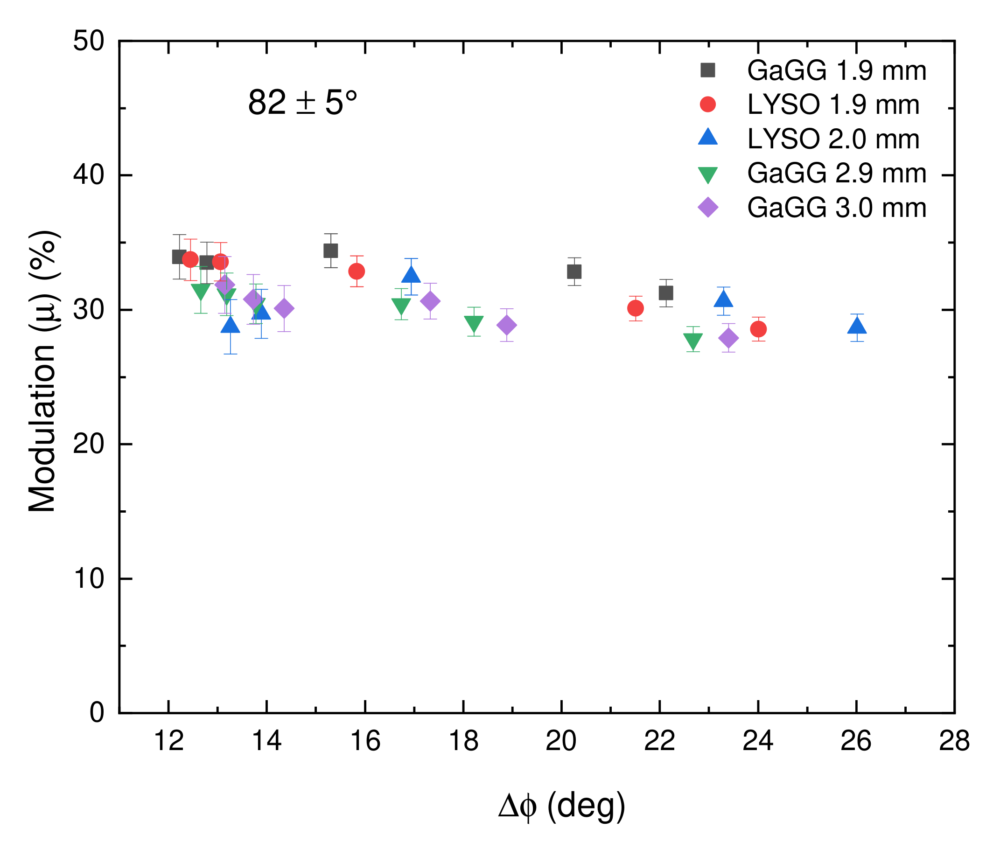 50
40
30
20
10
0
82 ± 5°
GaGG 1.9 mm
LYSO 1.9 mm
LYSO 2.0 mm
GaGG 2.9 mm
GaGG 3.0 mm
Modulation (μ) (%)
12 14 16 18 20 22 24 26 28
Δϕ (deg)